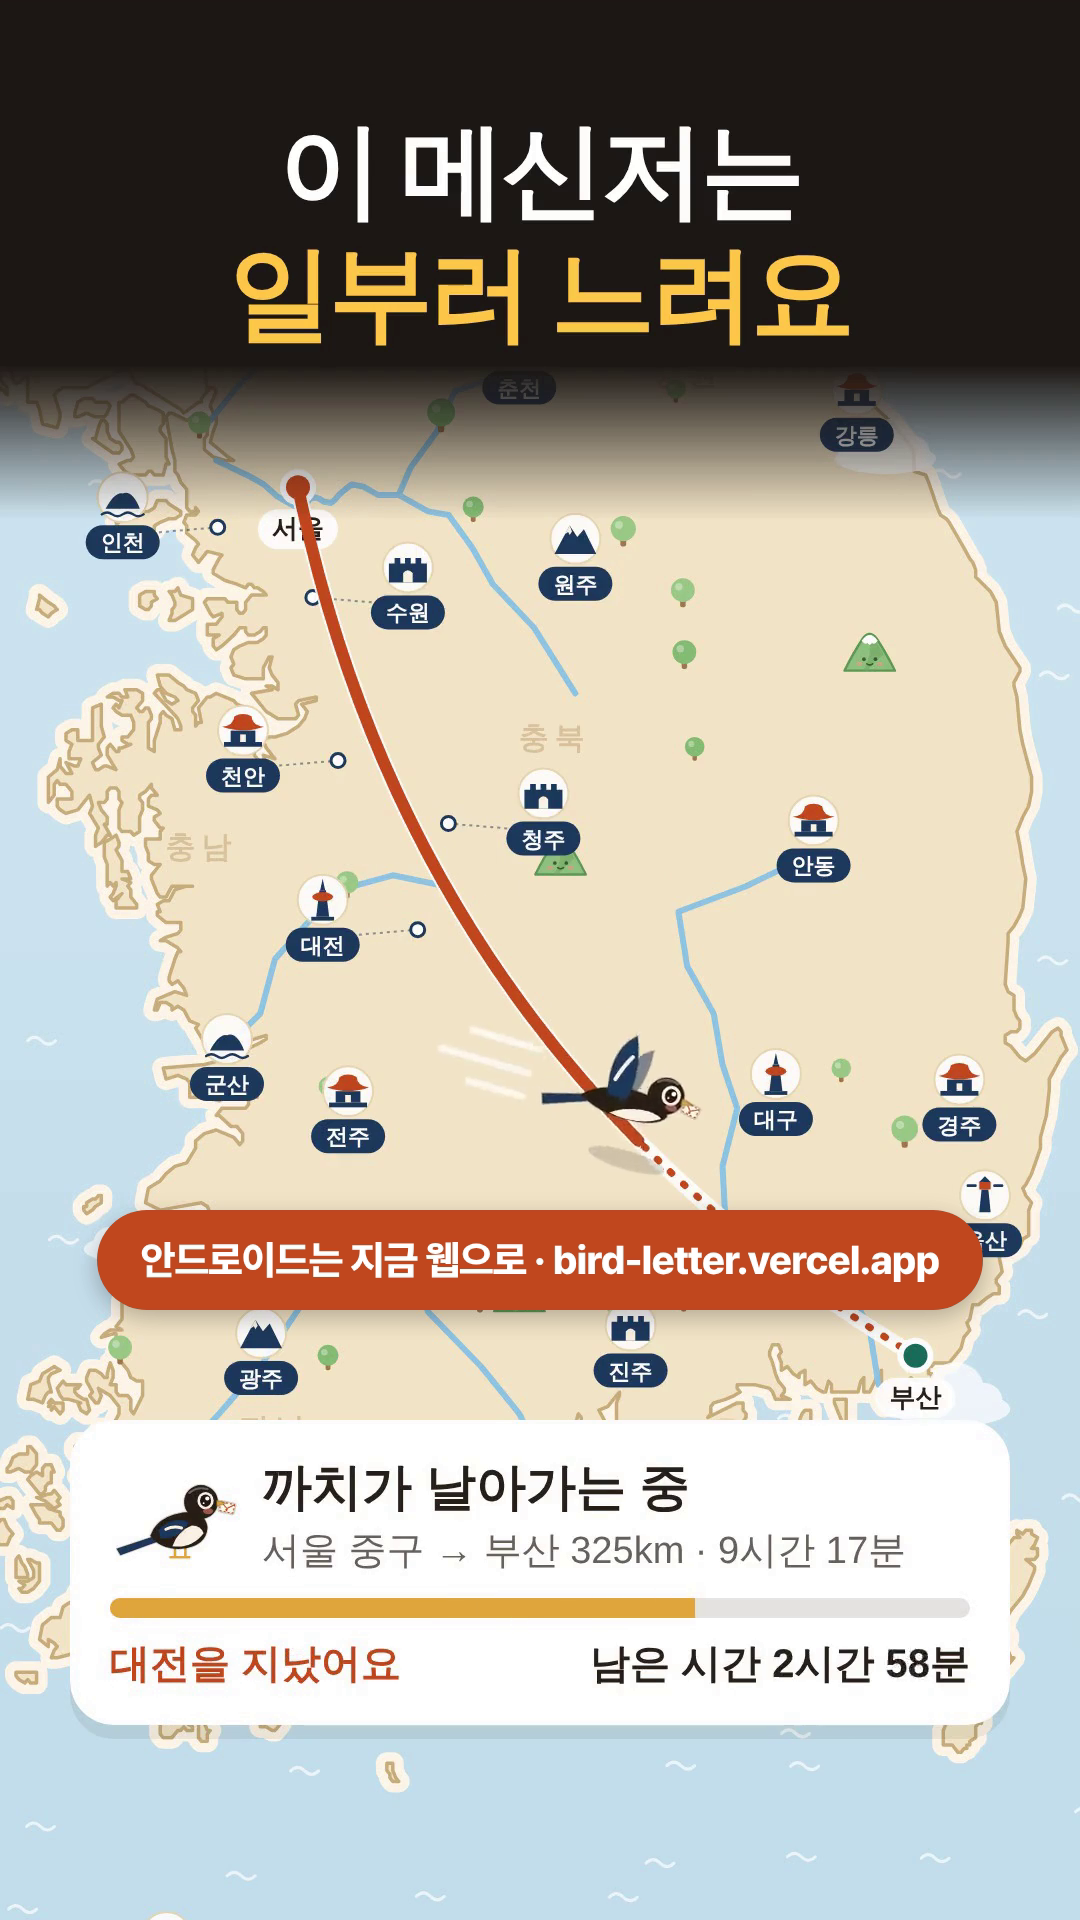 이 메신저는
일부러 느려요
춘천
강릉
인천
서울
수원
원주
충북
천안
청주
충남
안동
대전
군산
전주
대구
경주
안드로이드는 지금 웹으로 · bird-letter.vercel.app
광주
진주
부산
까치가 날아가는 중
서울 중구 → 부산 325km · 9시간 17분
대전을 지났어요
남은 시간 2시간 58분